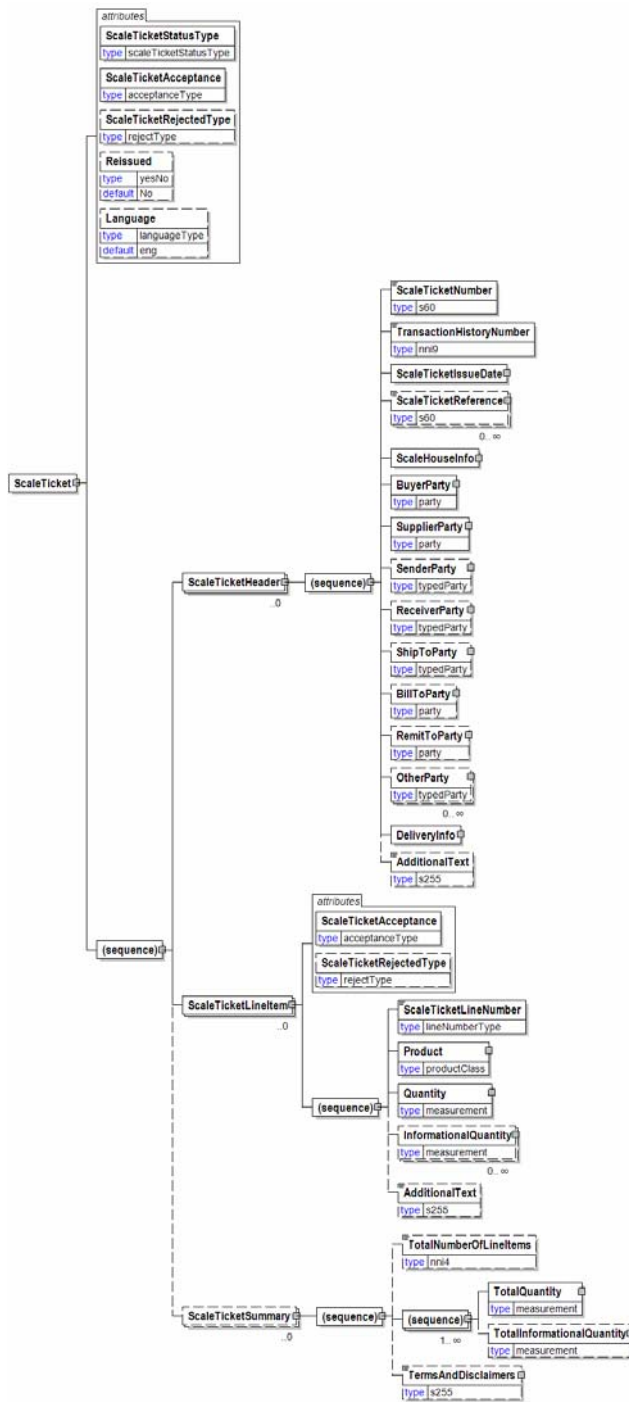 attributes
ScaleTicketStatusType
type scaleTicketStatusType
ScaleTicketAcceptance
type acceptanceType
ScaleTicketRejectedType
type rejectType
Reissued
type yesNo
default No
Language
type languageType
default eng
ScaleTicket
ScaleTicketHeader
..0
(sequence)
ScaleTicketNumber
type s60
TransactionHistoryNumber
type nni9
ScaleTicketIssueDate
ScaleTicketReference
type s60
0..∞
ScaleHouseInfo
BuyerParty
type party
SupplierParty
type party
SenderParty
type typedParty
ReceiverParty
type typedParty
ShipToParty
type typedParty
BillToParty
type party
RemitToParty
type party
OtherParty
type typedParty
0..∞
DeliveryInfo
AdditionalText
type s255
(sequence)
ScaleTicketLineItem
..0
attributes
ScaleTicketAcceptance
type acceptanceType
ScaleTicketRejectedType
type rejectType
(sequence)
ScaleTicketLineNumber
type lineNumberType
Product
type productClass
Quantity
type measurement
InformationalQuantity
type measurement
0..∞
AdditionalText
type s255
ScaleTicketSummary
..0
(sequence)
TotalNumberOfLineItems
type nni4
(sequence)
1..∞
TotalQuantity
type measurement
TotalInformationalQuantity
type measurement
TermsAndDisclaimers
type s255